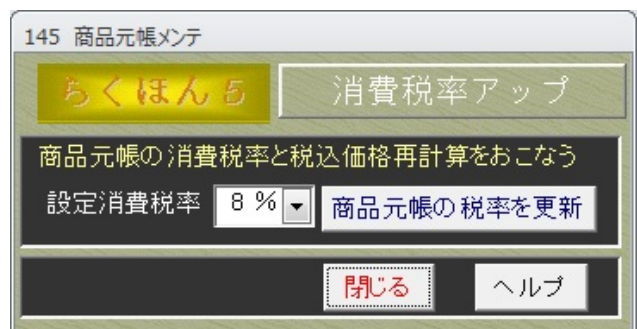 145 商品元帳メンテ
らくほん5 消費税率アップ
商品元帳の消費税率と税込価格再計算をおこなう
設定消費税率 8 % 商品元帳の税率を更新
閉じる ヘルプ